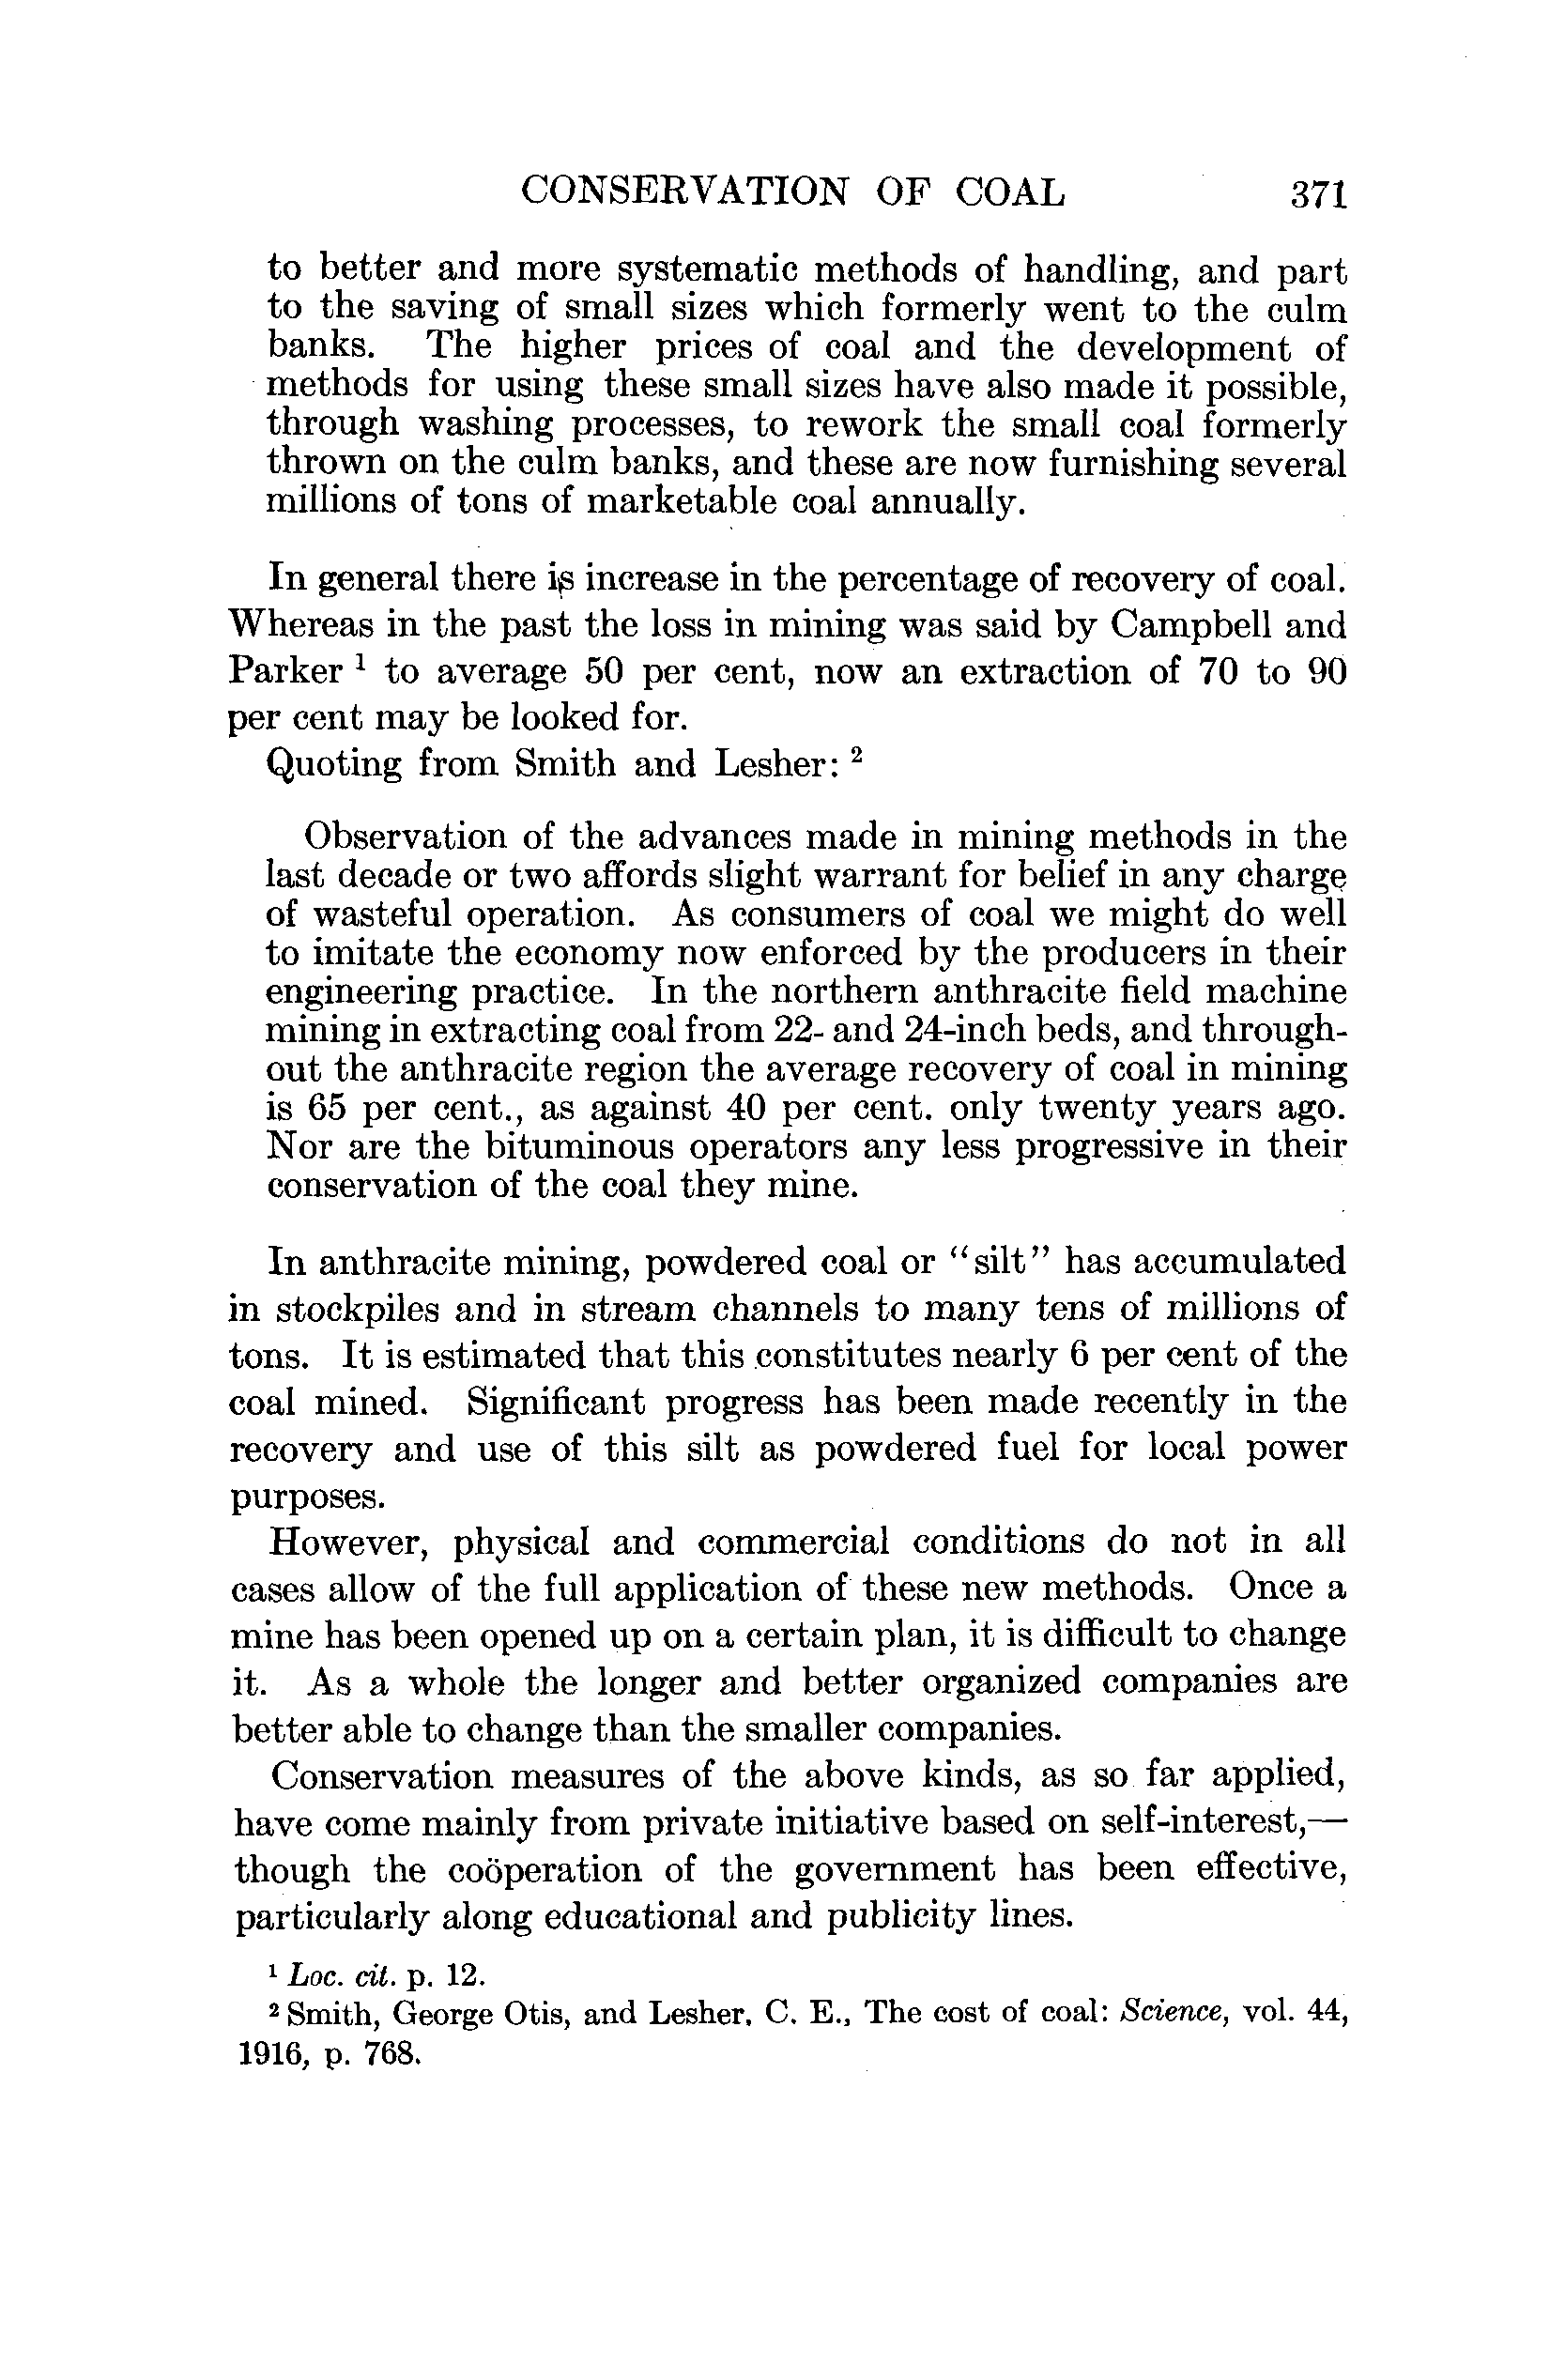 CONSERVATION OF COAL 371
to better and more systematic methods of handling, and part
to the saving of small sizes which formerly went to the culm
banks. The higher prices of coal and the development of
methods for using these small sizes have also made it possible,
through washing processes, to rework the small coal formerly
thrown on the culm banks, and these are now furnishing several
millions of tons of marketable coal annually.
In general there is increase in the percentage of recovery of coal.
Whereas in the past the loss in mining was said by Campbell and
Parker ¹ to average 50 per cent, now an extraction of 70 to 90
per cent may be looked for.
Quoting from Smith and Lesher: ²
Observation of the advances made in mining methods in the
last decade or two affords slight warrant for belief in any charge
of wasteful operation. As consumers of coal we might do well
to imitate the economy now enforced by the producers in their
engineering practice. In the northern anthracite field machine
mining in extracting coal from 22- and 24-inch beds, and through-
out the anthracite region the average recovery of coal in mining
is 65 per cent., as against 40 per cent. only twenty years ago.
Nor are the bituminous operators any less progressive in their
conservation of the coal they mine.
In anthracite mining, powdered coal or “silt” has accumulated
in stockpiles and in stream channels to many tens of millions of
tons. It is estimated that this constitutes nearly 6 per cent of the
coal mined. Significant progress has been made recently in the
recovery and use of this silt as powdered fuel for local power
purposes.
However, physical and commercial conditions do not in all
cases allow of the full application of these new methods. Once a
mine has been opened up on a certain plan, it is difficult to change
it. As a whole the longer and better organized companies are
better able to change than the smaller companies.
Conservation measures of the above kinds, as so far applied,
have come mainly from private initiative based on self-interest,—
though the coöperation of the government has been effective,
particularly along educational and publicity lines.
¹ Loc. cit. p. 12.
² Smith, George Otis, and Lesher, C. E., The cost of coal: Science, vol. 44,
1916, p. 768.